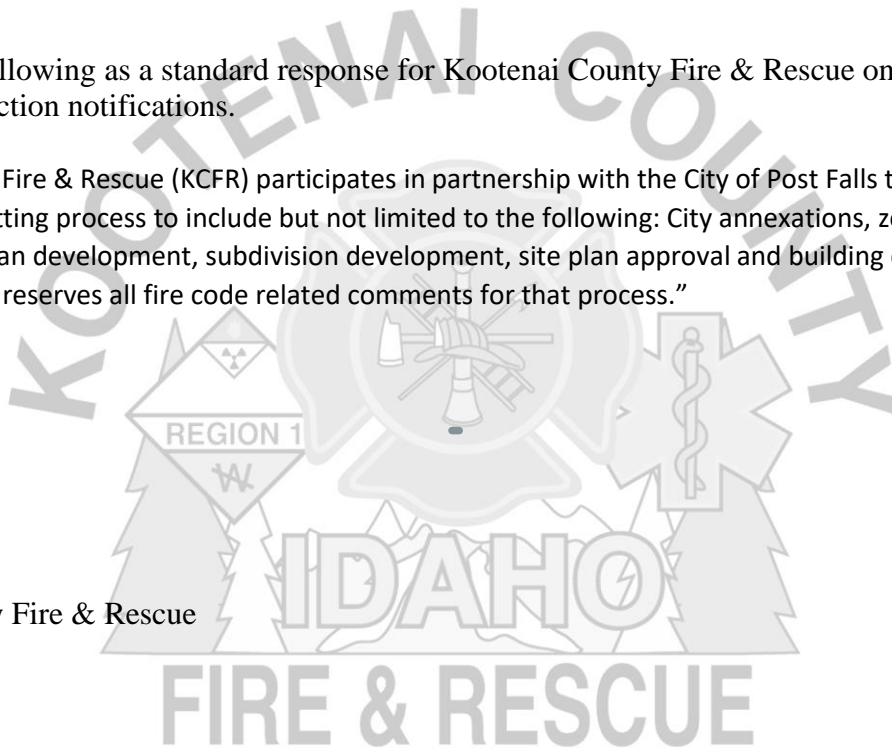 KOOTENAI COUNTY
llowing as a standard response for Kootenai County Fire & Rescue on
ction notifications.
Fire & Rescue (KCFR) participates in partnership with the City of Post Falls t
tting process to include but not limited to the following: City annexations, z
an development, subdivision development, site plan approval and building
reserves all fire code related comments for that process.”
REGION 1
IDAHO
Fire & Rescue
FIRE & RESCUE